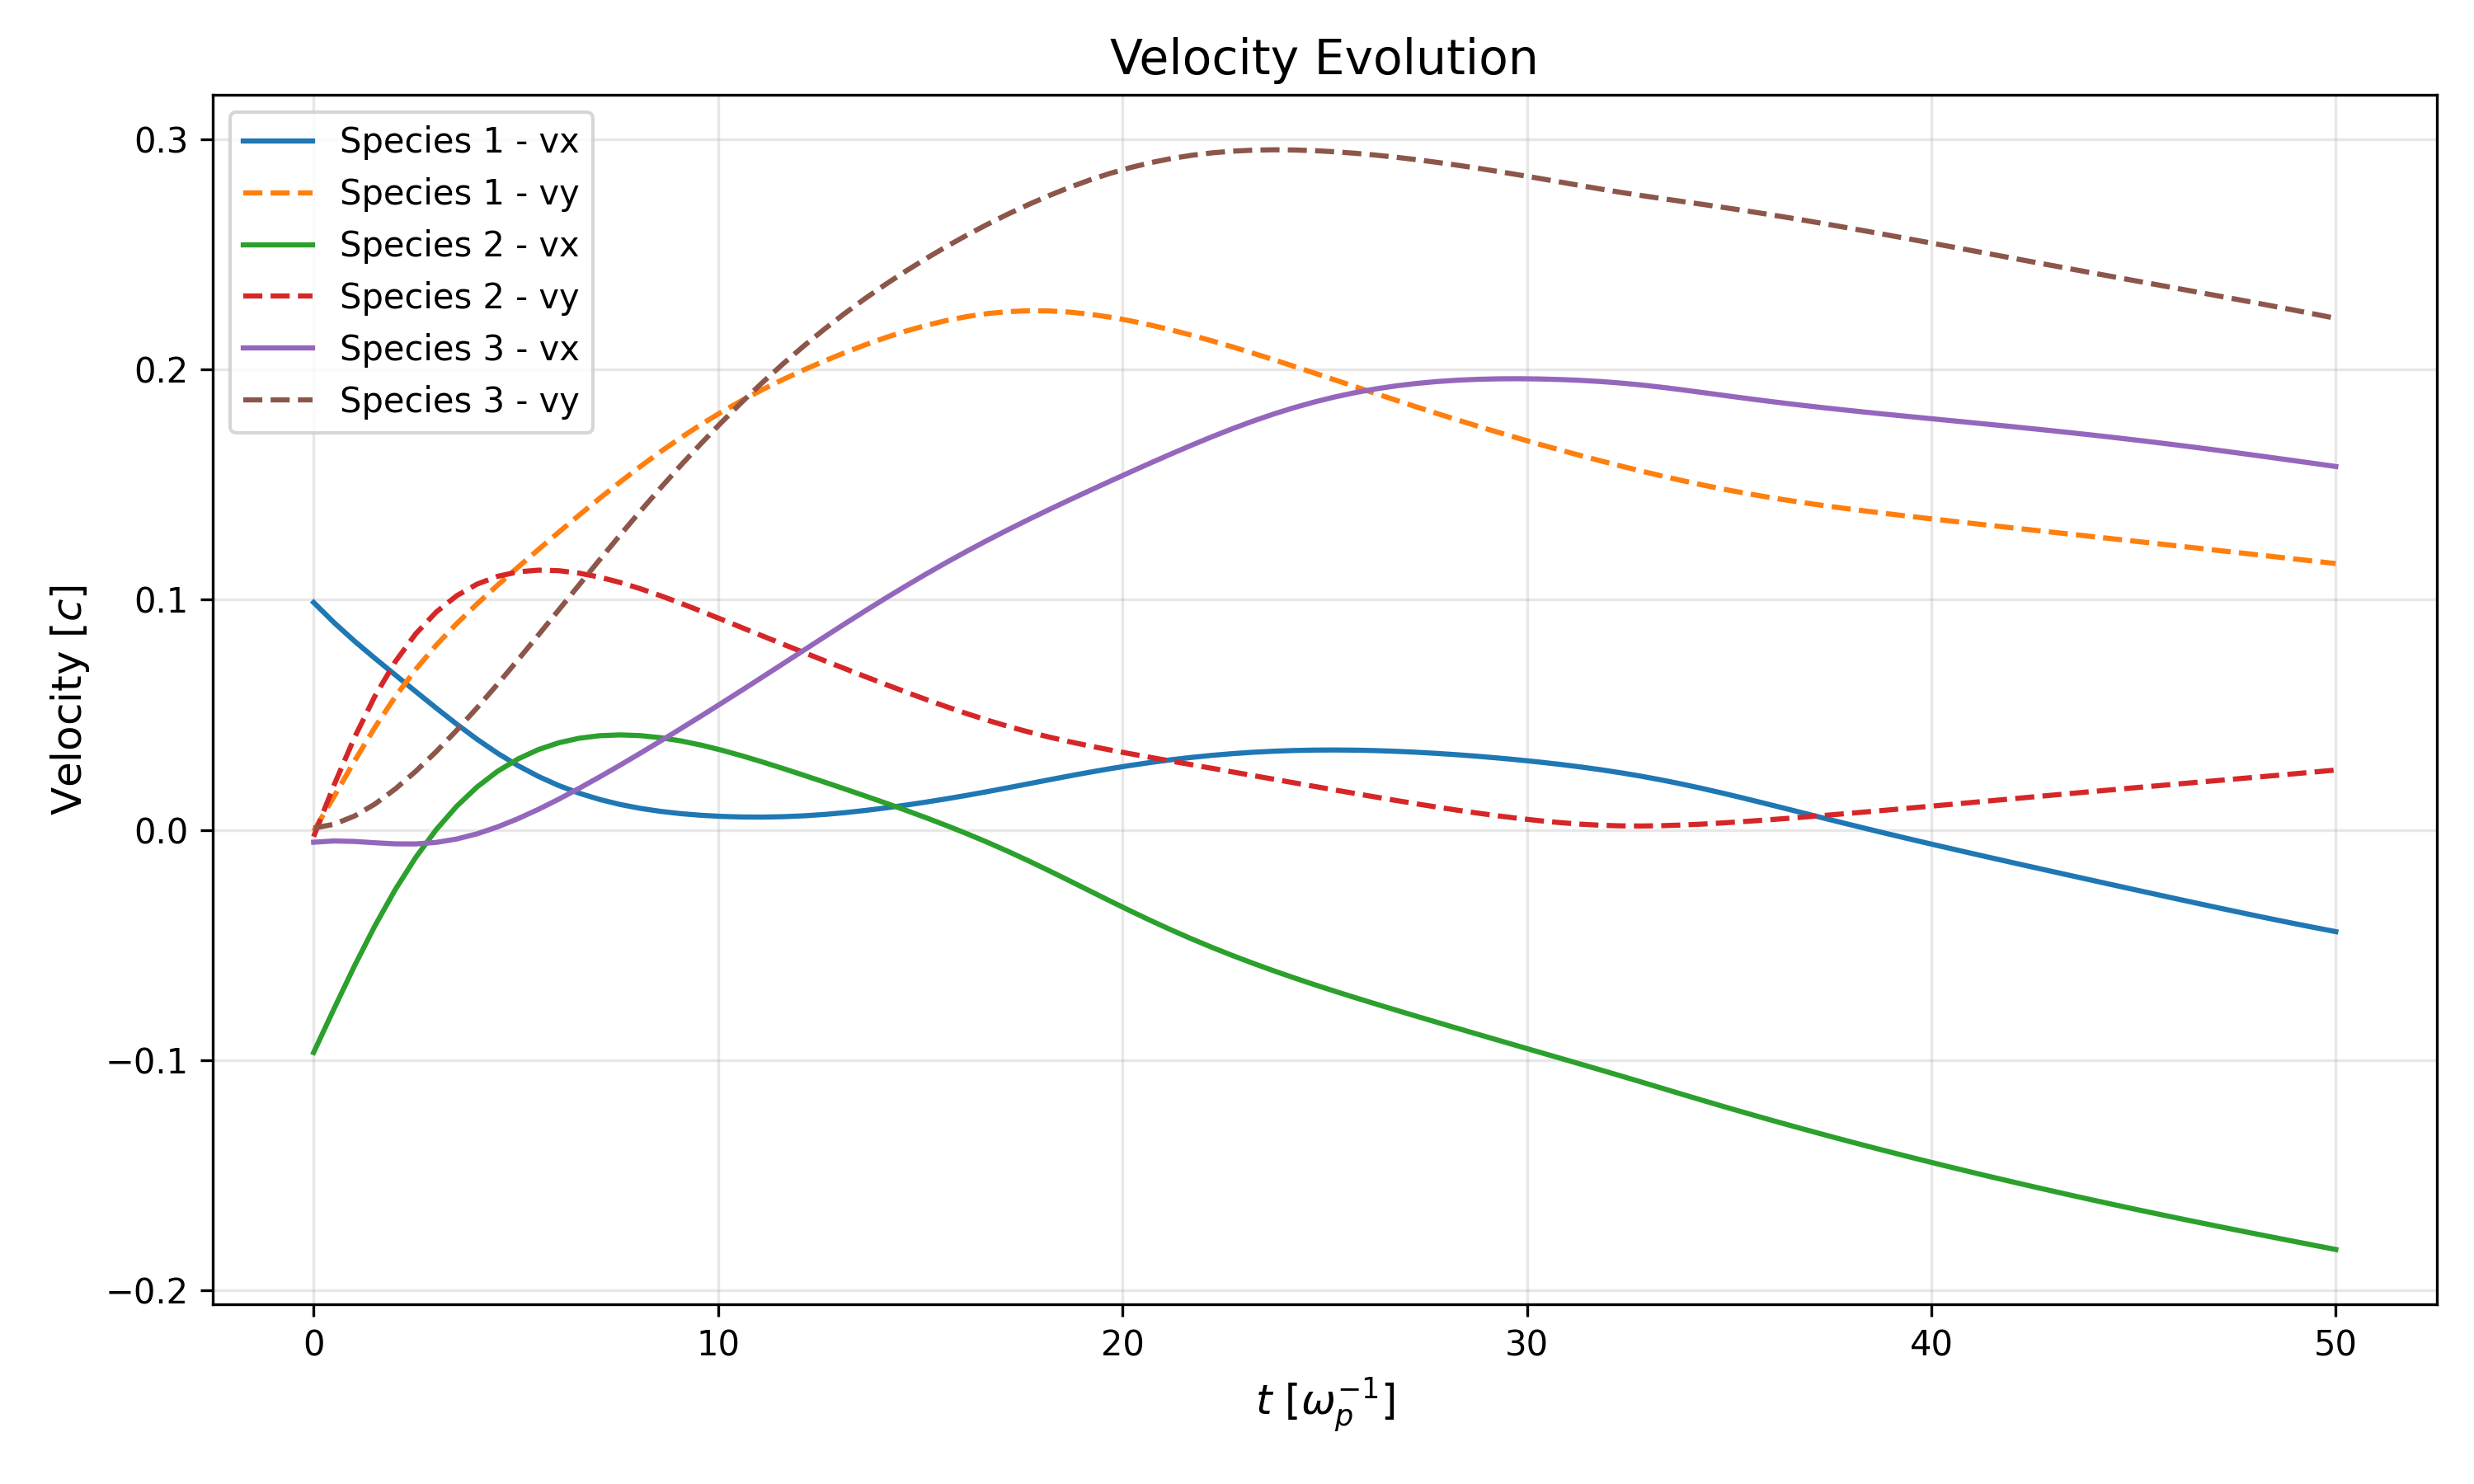 Velocity Evolution
Species 1 - vx
Species 1 - vy
Species 2 - vx
Species 2 - vy
Species 3 - vx
Species 3 - vy
0.3
0.2
0.1
0.0
−0.1
−0.2
Velocity [c]
0 10 20 30 40 50
t [ω_p^{−1}]